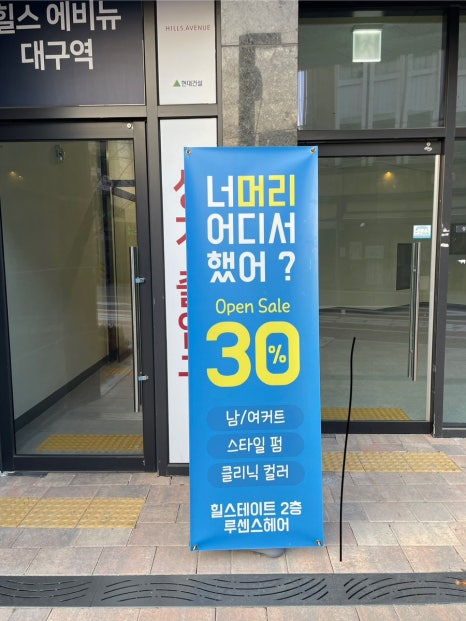 힐스 에비뉴
대구역
HILLS AVENUE
현대건설
너머리
어디서
했어 ?
Open Sale
30%
남/여커트
스타일 펌
클리닉 컬러
힐스테이트 2층
루센스헤어